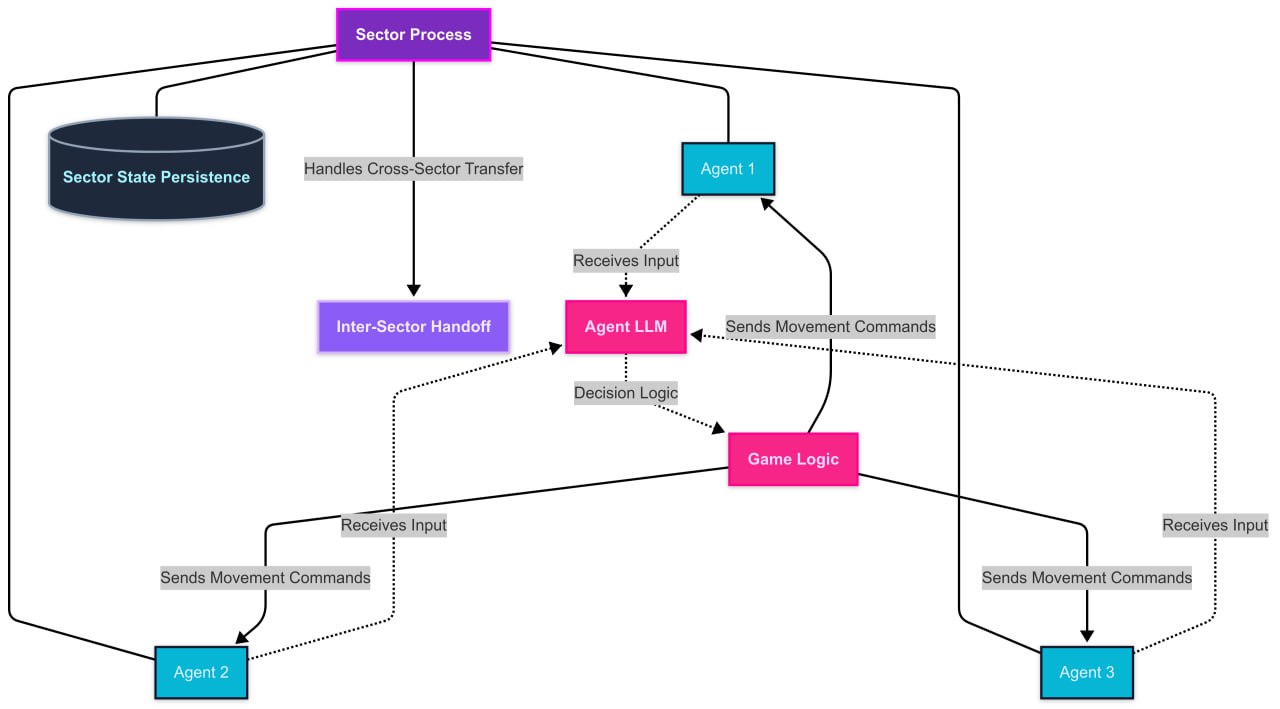 Sector Process
Handles Cross-Sector Transfer
Agent 1
Sector State Persistence
Receives Input
Inter-Sector Handoff
Agent LLM
Sends Movement Commands
Decision Logic
Game Logic
Receives Input
Receives Input
Sends Movement Commands
Sends Movement Commands
Agent 2
Agent 3